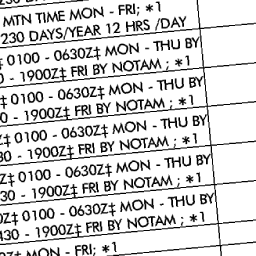 MTN TIME MON - FRI; *1
230 DAYS/YEAR 12 HRS /DAY
Z‡ 0100 - 0630Z‡ MON - THU BY
0 - 1900Z‡ FRI BY NOTAM ; *1
Z‡ 0100 - 0630Z‡ MON - THU BY
30 - 1900Z‡ FRI BY NOTAM ; *1
Z‡ 0100 - 0630Z‡ MON - THU BY
30 - 1900Z‡ FRI BY NOTAM ; *1
Z‡ 0100 - 0630Z‡ MON - THU BY
30 - 1900Z‡ FRI BY NOTAM ; *1
0Z‡ 0100 - 0630Z‡ MON - THU BY
430 - 1900Z‡ FRI BY NOTAM ; *1
0Z‡ MON - FRI; *1